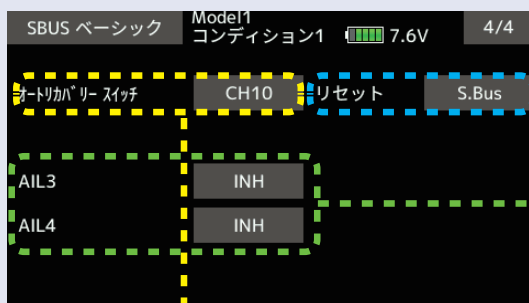 SBUS ベーシック
Model1
コンディション1
7.6V
4/4
ｵｰﾄﾘｶﾊﾞﾘｰ ｽｲｯﾁ
CH10
リセット
S.Bus
AIL3
INH
AIL4
INH